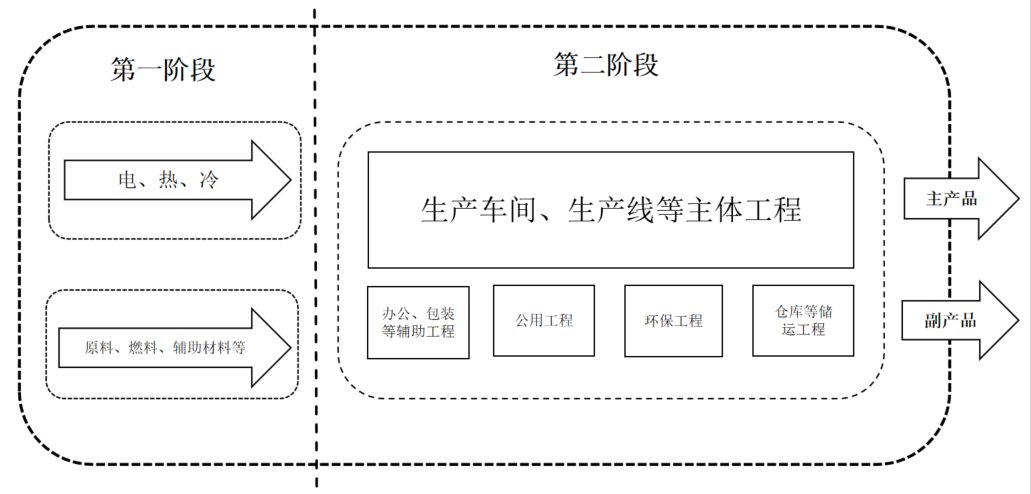 第一阶段
第二阶段
电、热、冷
原料、燃料、辅助材料等
生产车间、生产线等主体工程
办公、包装
等辅助工程
公用工程
环保工程
仓库等储
运工程
主产品
副产品